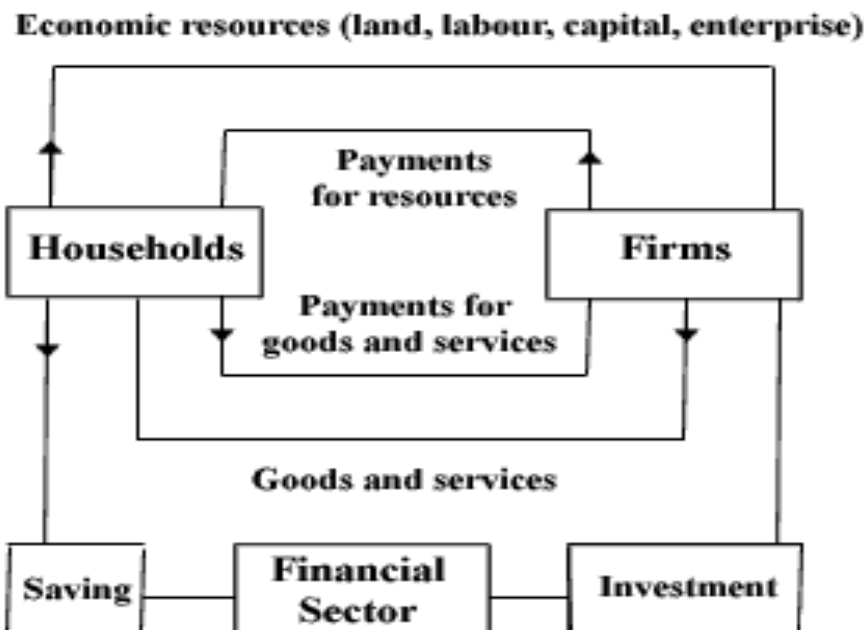 Economic resources (land, labour, capital, enterprise)
Payments
for resources
Households
Firms
Payments for
goods and services
Goods and services
Saving
Financial
Sector
Investment